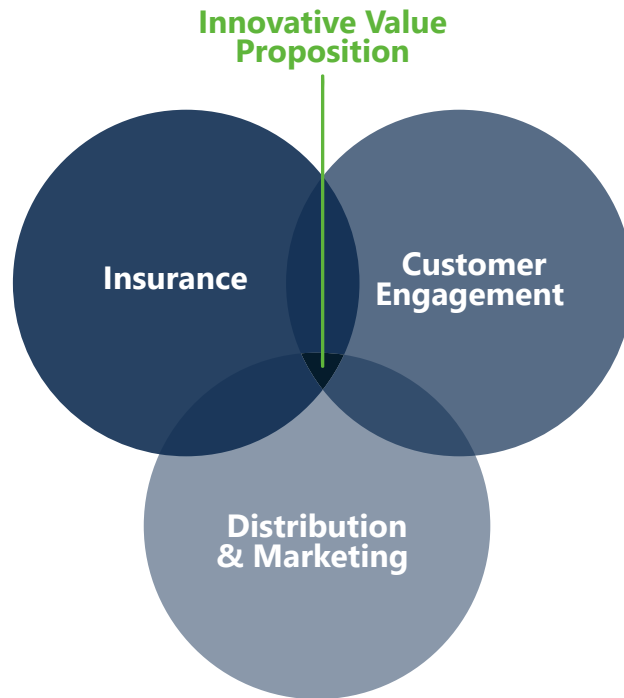 Innovative Value
Proposition
Insurance
Customer
Engagement
Distribution
& Marketing